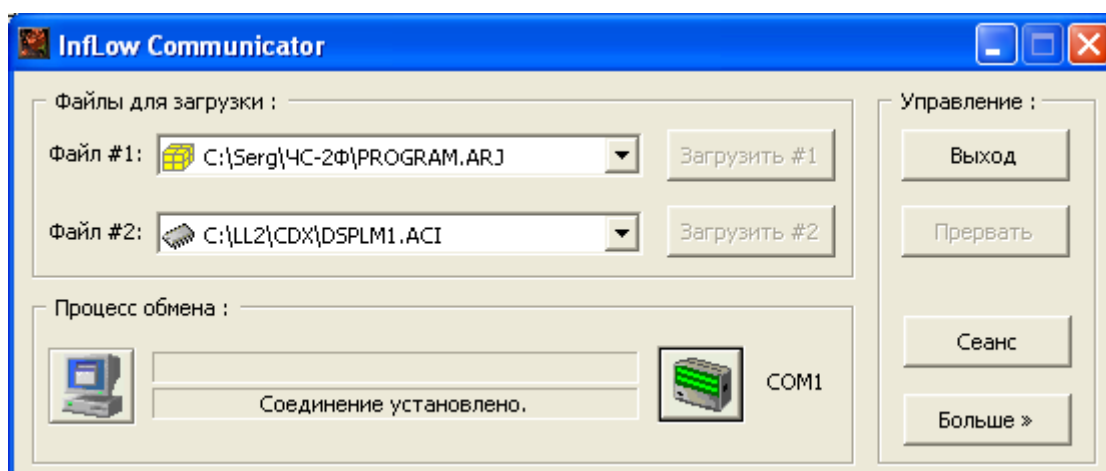 InfLow Communicator
Файлы для загрузки :
Файл #1: C:\Serg\ЧС-2Ф\PROGRAM.ARJ Загрузить #1
Файл #2: C:\LL2\CDX\DSPLM1.ACI Загрузить #2
Процесс обмена :
COM1
Соединение установлено.
Управление :
Выход
Прервать
Сеанс
Больше »